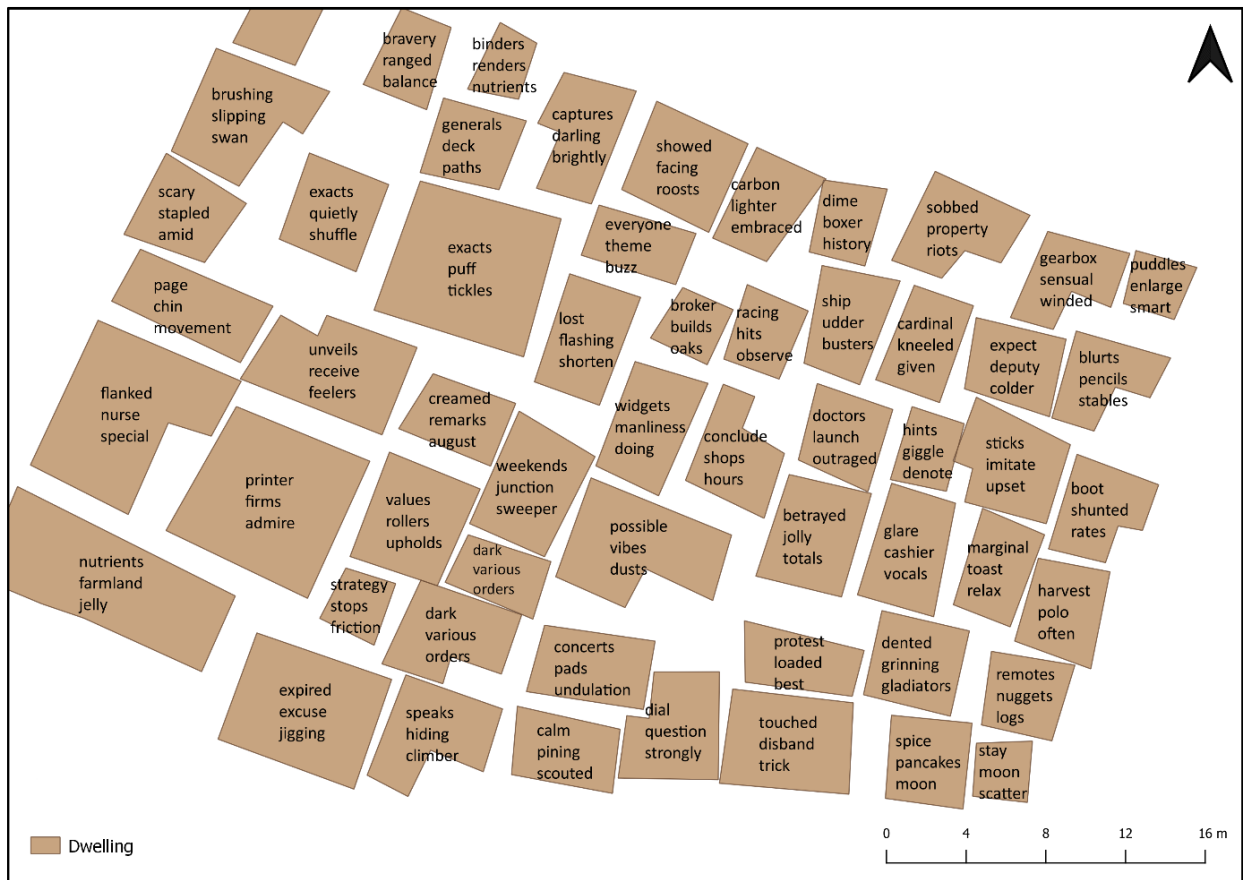 bravery
ranged
balance
binders
renders
nutrients
brushing
slipping
swan
generals
deck
paths
captures
darling
brightly
showed
facing
roosts
scary
stapled
amid
exacts
quietly
shuffle
carbon
lighter
embraced
dime
boxer
history
sobbed
property
riots
exacts
puff
tickles
everyone
theme
buzz
gearbox
sensual
winded
puddles
enlarge
smart
page
chin
movement
lost
flashing
shorten
broker
builds
oaks
racing
hits
observe
ship
udder
busters
cardinal
kneeled
given
expect
deputy
colder
blurts
pencils
stables
unveils
receive
feelers
flanked
nurse
special
creamed
remarks
august
widgets
manliness
doing
conclude
shops
hours
doctors
launch
outraged
hints
giggle
denote
sticks
imitate
upset
printer
firms
admire
values
rollers
upholds
weekends
junction
sweeper
possible
vibes
dusts
betrayed
jolly
totals
glare
cashier
vocals
marginal
toast
relax
boot
shunted
rates
nutrients
farmland
jelly
strategy
stops
friction
dark
various
orders
dark
various
orders
harvest
polo
often
concerts
pads
undulation
protest
loaded
best
dented
grinning
gladiators
remotes
nuggets
logs
expired
excuse
jigging
speaks
hiding
climber
calm
pining
scouted
dial
question
strongly
touched
disband
trick
spice
pancakes
moon
stay
moon
scatter
Dwelling
0 4 8 12 16 m